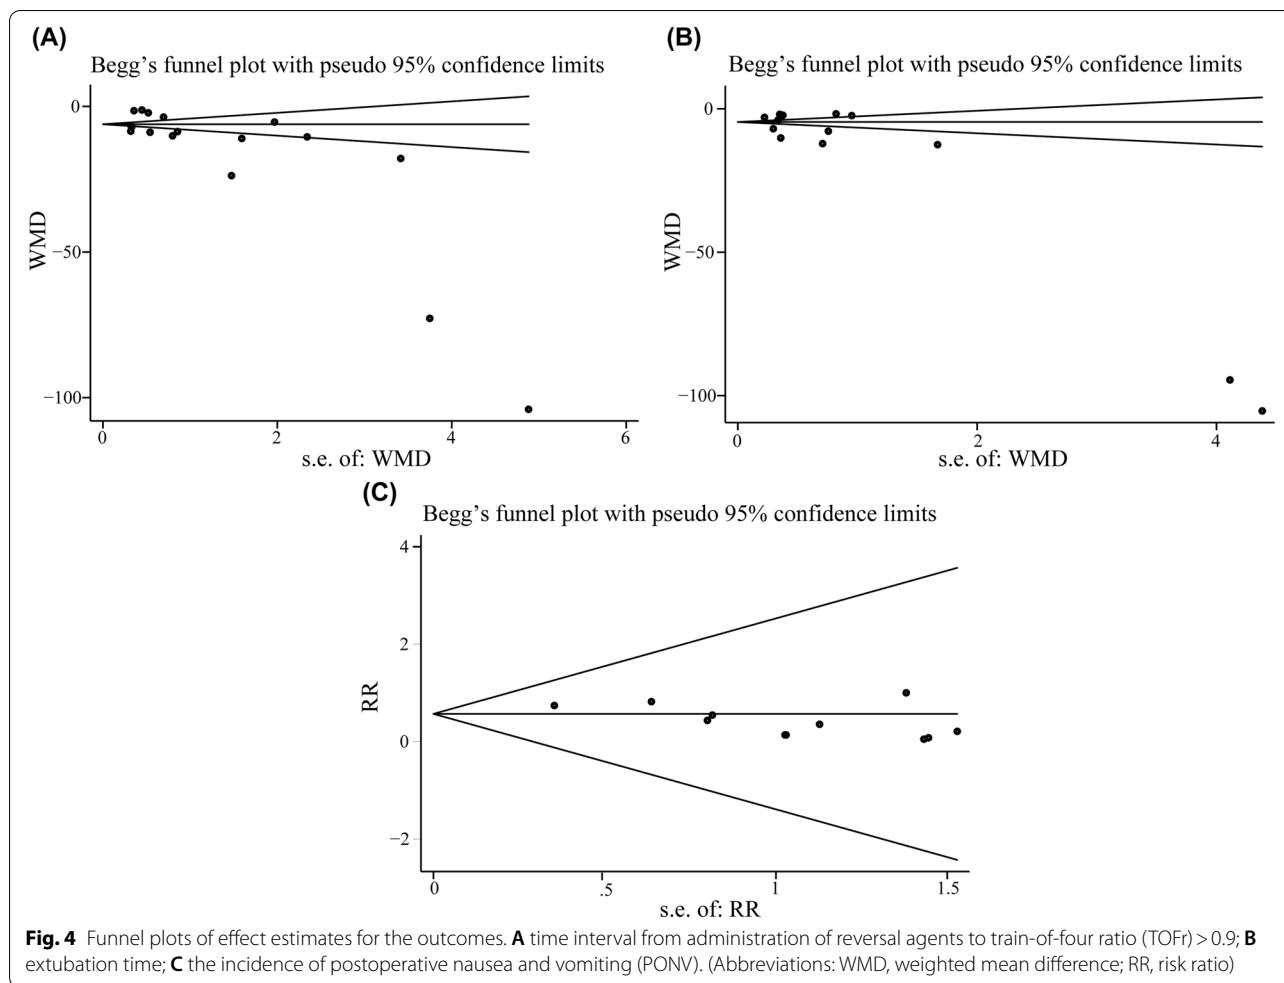 (A)
Begg’s funnel plot with pseudo 95% confidence limits
0
−50
−100
WMD
0 2 4 6
s.e. of: WMD
(B)
Begg’s funnel plot with pseudo 95% confidence limits
0
−50
−100
WMD
0 2 4
s.e. of: WMD
(C)
Begg’s funnel plot with pseudo 95% confidence limits
4
2
0
−2
RR
0 .5 1 1.5
s.e. of: RR
Fig. 4 Funnel plots of effect estimates for the outcomes. A time interval from administration of reversal agents to train-of-four ratio (TOFr) > 0.9; B
extubation time; C the incidence of postoperative nausea and vomiting (PONV). (Abbreviations: WMD, weighted mean difference; RR, risk ratio)